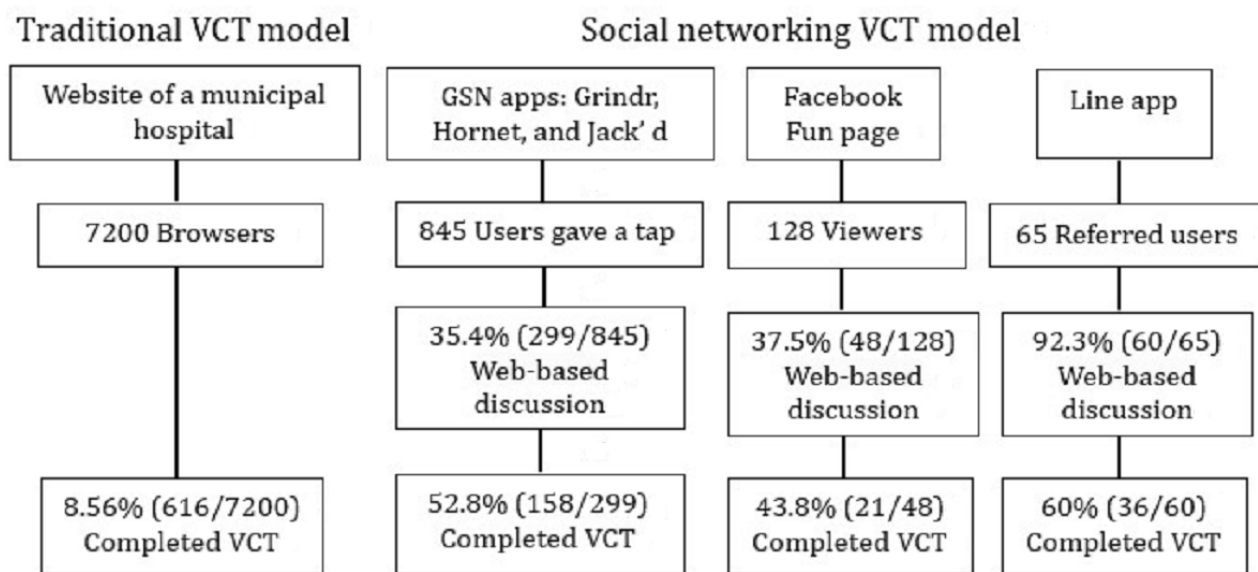 Traditional VCT model
Social networking VCT model
Website of a municipal
hospital
GSN apps: Grindr,
Hornet, and Jack' d
Facebook
Fun page
Line app
7200 Browsers
845 Users gave a tap
128 Viewers
65 Referred users
35.4% (299/845)
Web-based
discussion
37.5% (48/128)
Web-based
discussion
92.3% (60/65)
Web-based
discussion
8.56% (616/7200)
Completed VCT
52.8% (158/299)
Completed VCT
43.8% (21/48)
Completed VCT
60% (36/60)
Completed VCT